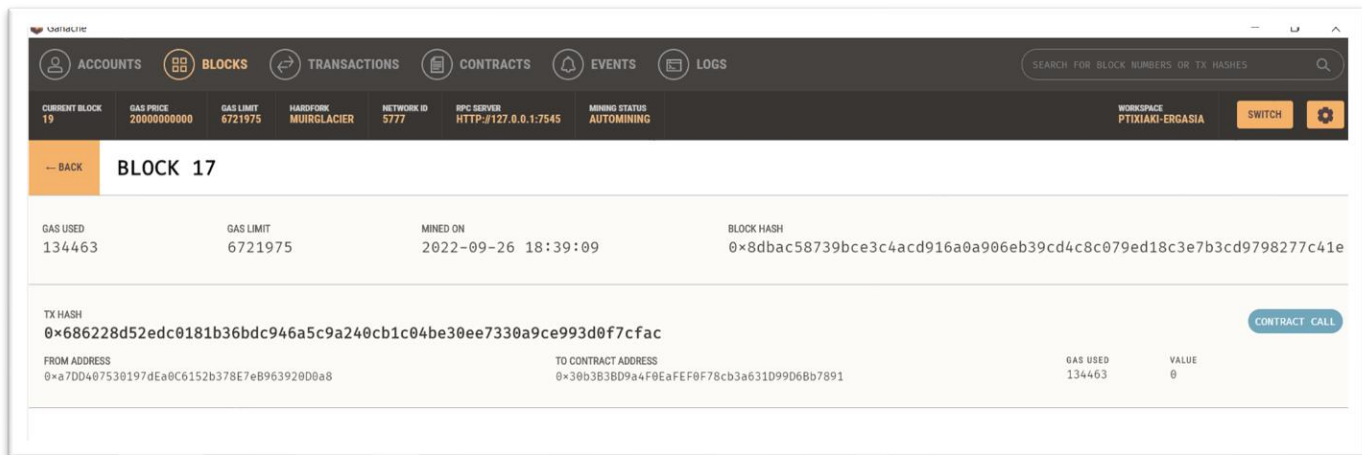 Ganache
ACCOUNTS BLOCKS TRANSACTIONS CONTRACTS EVENTS LOGS SEARCH FOR BLOCK NUMBERS OR TX HASHES
CURRENT BLOCK GAS PRICE GAS LIMIT HARDFORK NETWORK ID RPC SERVER MINING STATUS WORKSPACE
19 20000000000 6721975 MUIRGLACIER 5777 HTTP://127.0.0.1:7545 AUTOMINING PTIXIAKI-ERGASIA SWITCH
← BACK BLOCK 17
GAS USED GAS LIMIT MINED ON BLOCK HASH
134463 6721975 2022-09-26 18:39:09 0×8dbac58739bce3c4acd916a0a906eb39cd4c8c079ed18c3e7b3cd9798277c41e
TX HASH
0×686228d52edc0181b36bdc946a5c9a240cb1c04be30ee7330a9ce993d0f7cfac CONTRACT CALL
FROM ADDRESS TO CONTRACT ADDRESS GAS USED VALUE
0×a7DD407530197dEa0C6152b378E7eB963920D0a8 0×30b3B3BD9a4F0EaFEF0F78cb3a631D99D6Bb7891 134463 0